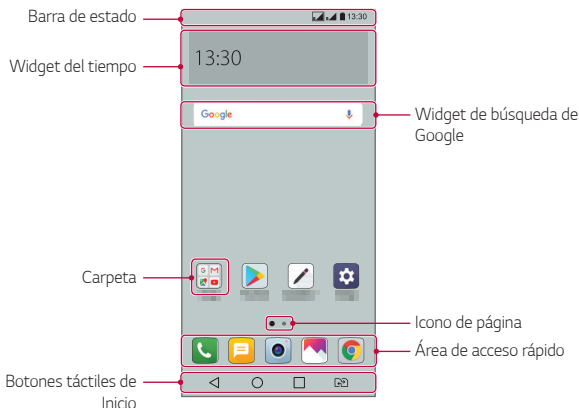 Barra de estado
13:30
Widget del tiempo
13:30
Google
Widget de búsqueda de
Google
Carpeta
Icono de página
Área de acceso rápido
Botones táctiles de
Inicio